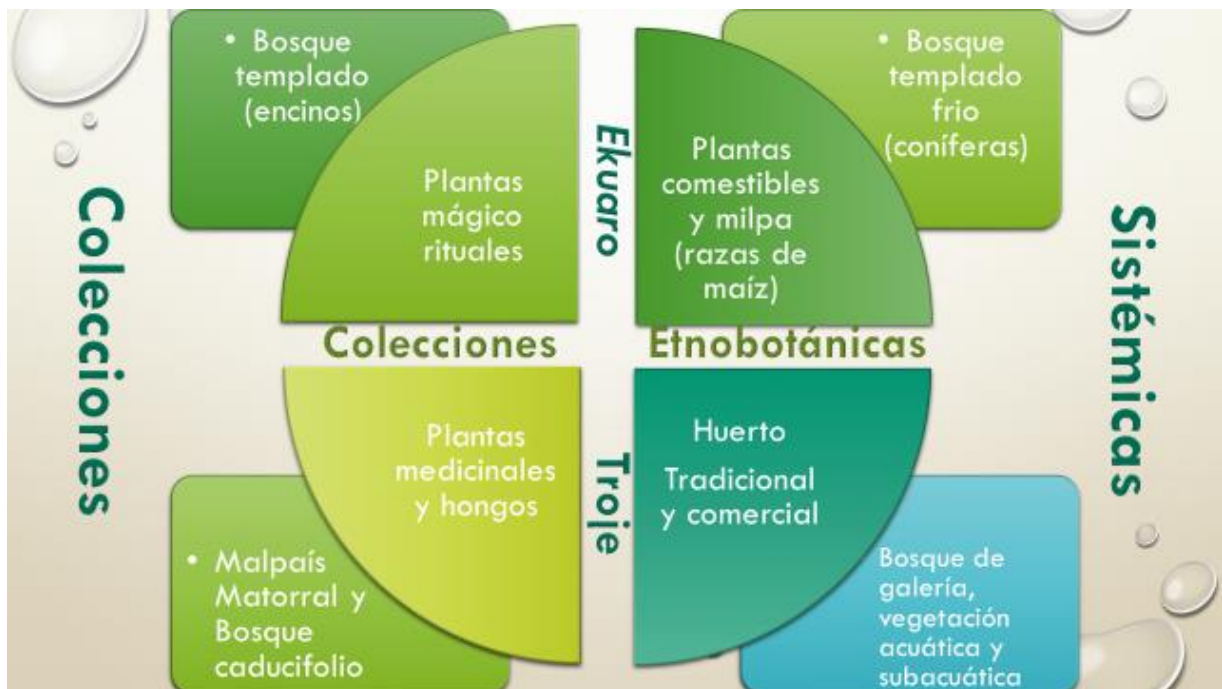 • Bosque
templado
(encinos)
• Bosque
templado
frio
(coníferas)
Plantas
mágico
rituales
Ekuaro
Plantas
comestibles
y milpa
(razas de
maíz)
Colecciones
Sistémicas
Colecciones Etnobotánicas
Plantas
medicinales
y hongos
Troje
Huerto
Tradicional
y comercial
• Malpaís
Matorral y
Bosque
caducifolio
Bosque de
galería,
vegetación
acuática y
subacuática